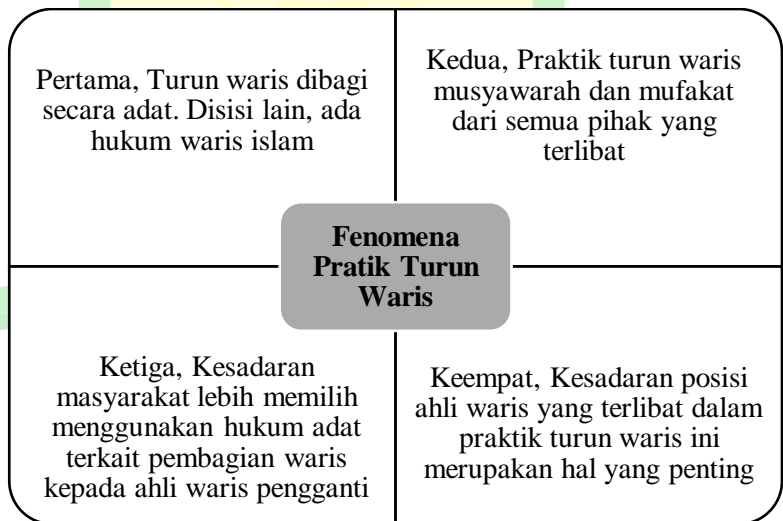 Pertama, Turun waris dibagi
secara adat. Disisi lain, ada
hukum waris islam
Kedua, Praktik turun waris
musyawarah dan mufakat
dari semua pihak yang
terlibat
Fenomena
Pratik Turun
Waris
Ketiga, Kesadaran
masyarakat lebih memilih
menggunakan hukum adat
terkait pembagian waris
kepada ahli waris pengganti
Keempat, Kesadaran posisi
ahli waris yang terlibat dalam
praktik turun waris ini
merupakan hal yang penting